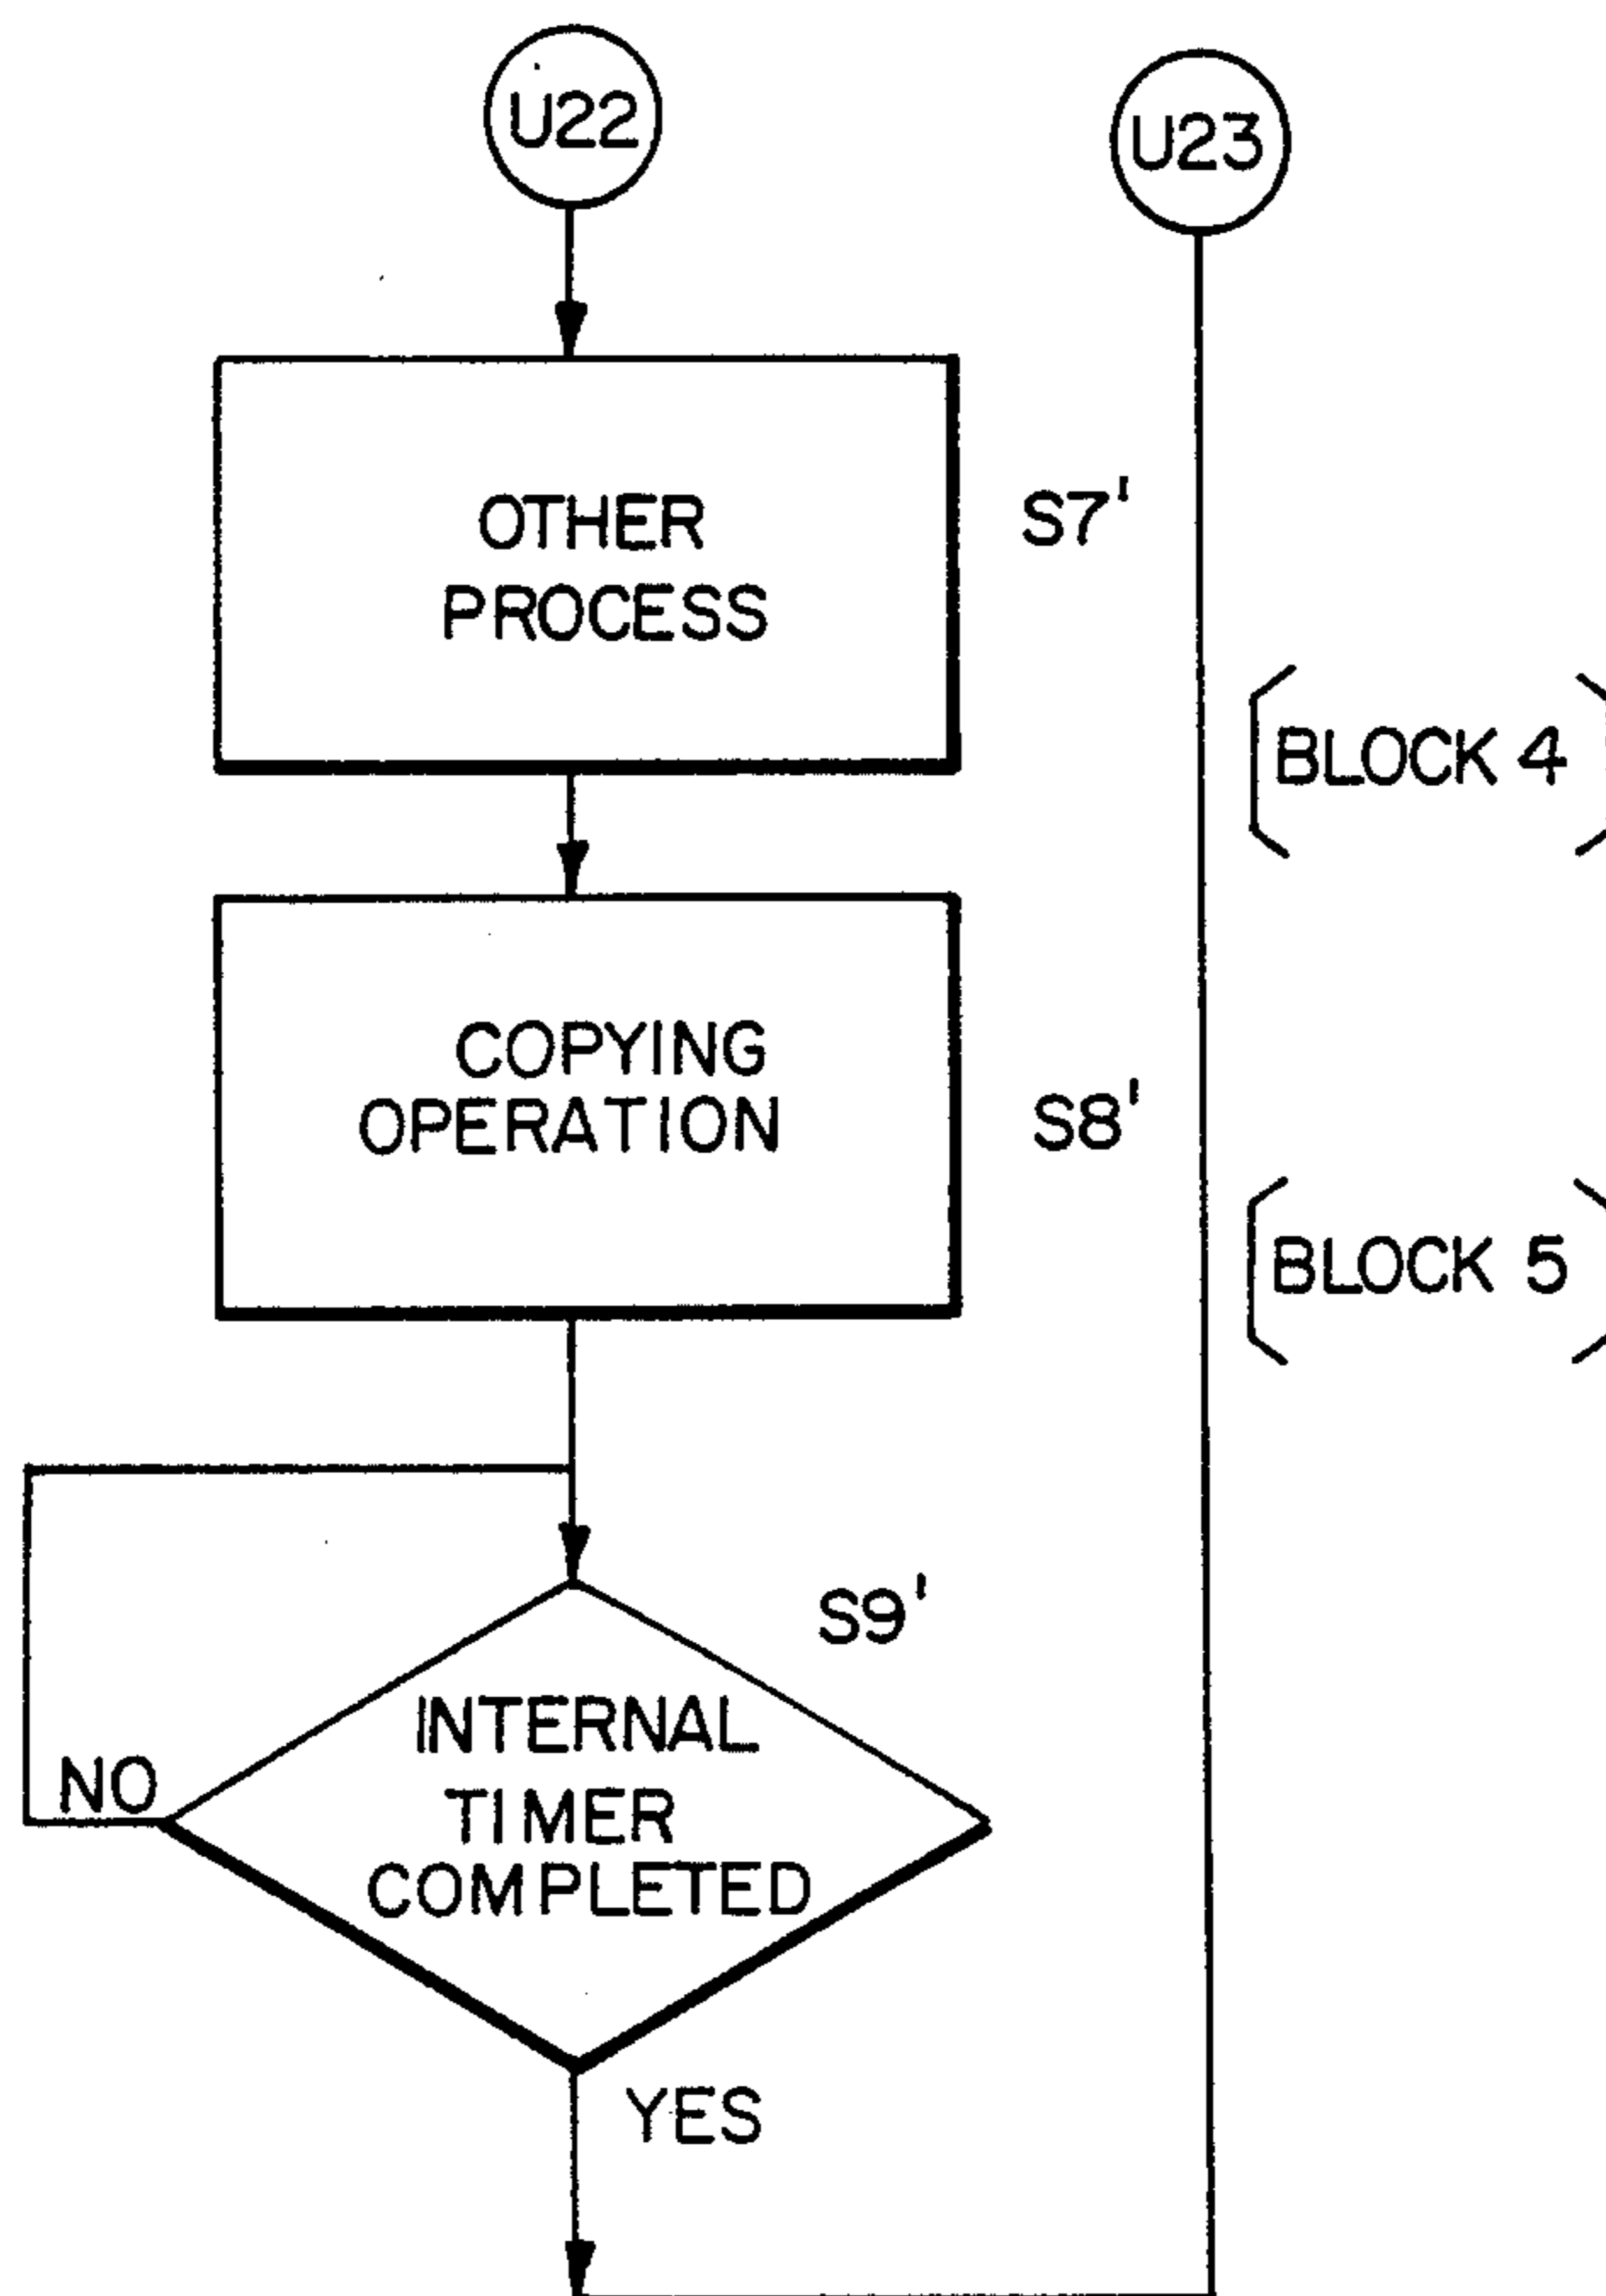 U22
U23
OTHER
PROCESS
S7'
BLOCK 4
COPYING
OPERATION
S8'
BLOCK 5
S9'
INTERNAL
TIMER
COMPLETED
NO
YES